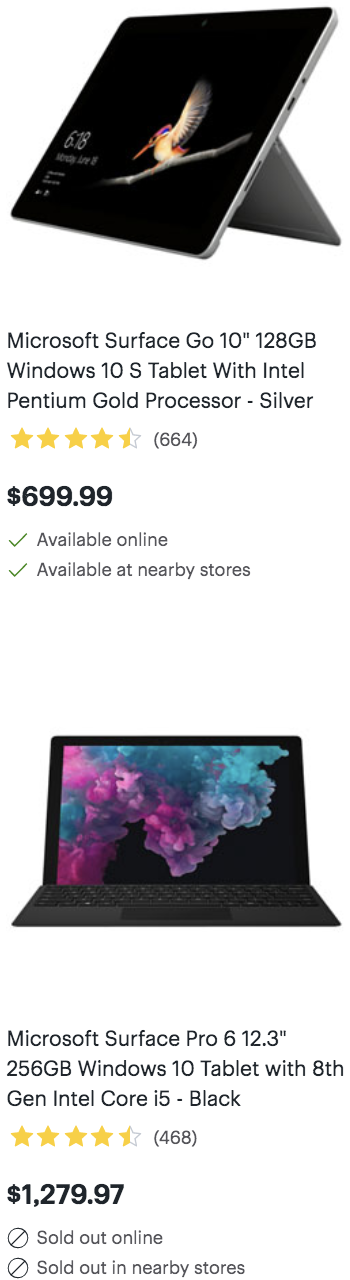 6:18
Monday, June 18
Microsoft Surface Go 10" 128GB
Windows 10 S Tablet With Intel
Pentium Gold Processor - Silver
(664)
$699.99
Available online
Available at nearby stores
Microsoft Surface Pro 6 12.3"
256GB Windows 10 Tablet with 8th
Gen Intel Core i5 - Black
(468)
$1,279.97
Sold out online
Sold out in nearby stores